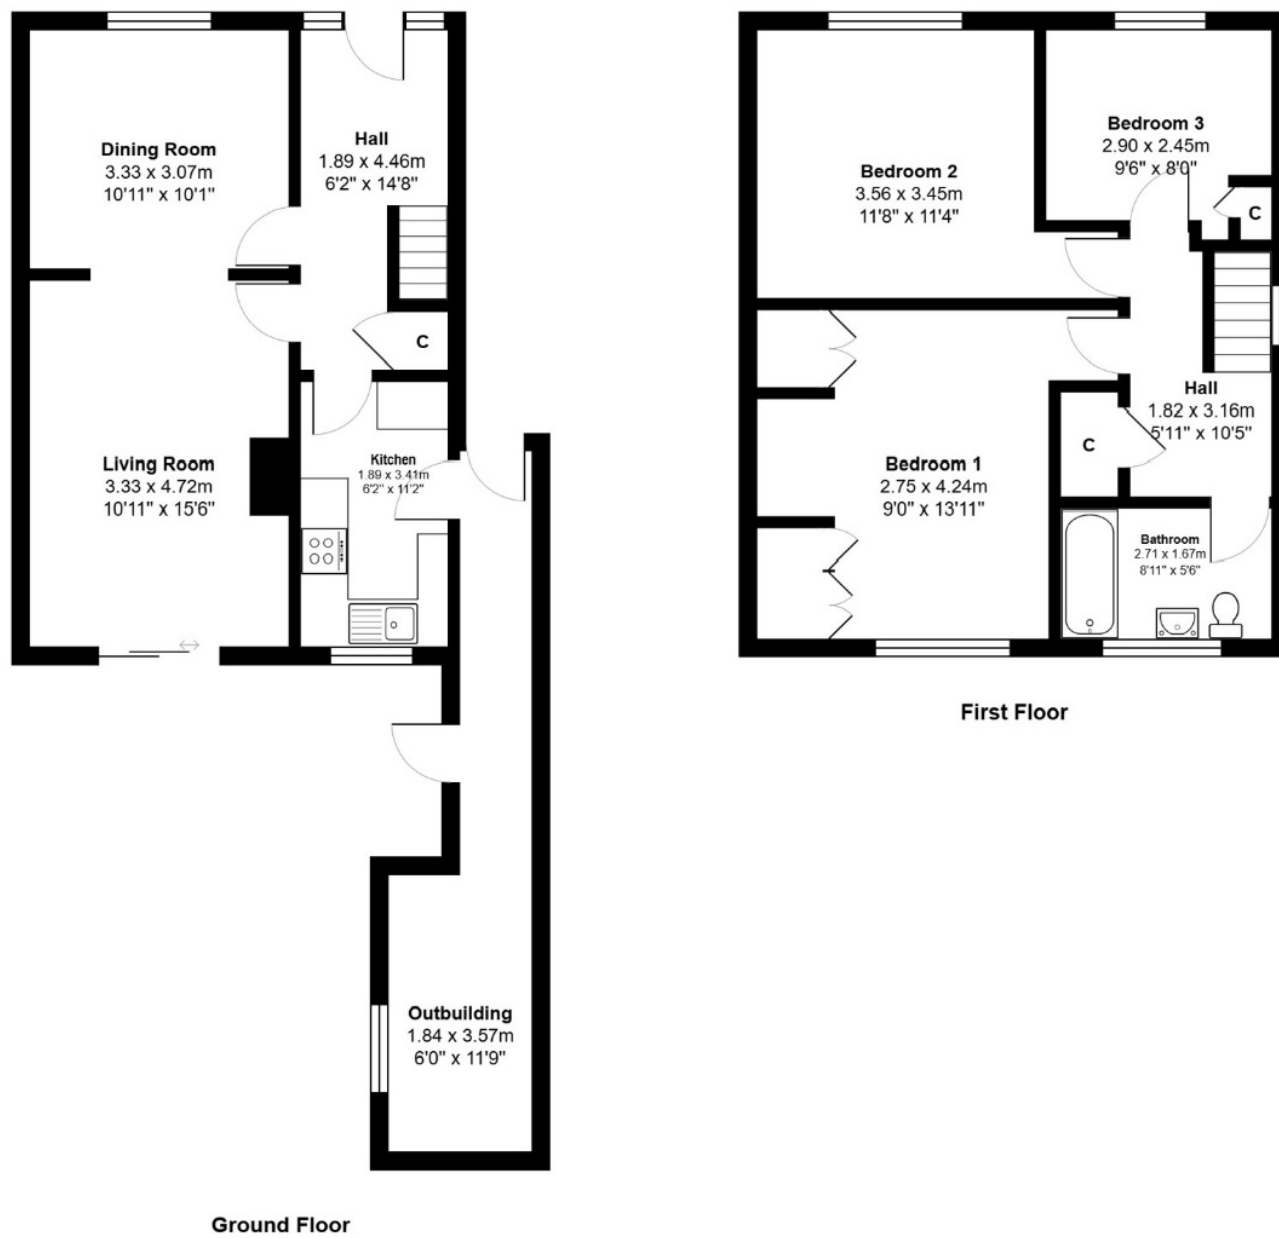 Dining Room
3.33 x 3.07m
10'11" x 10'1"
Hall
1.89 x 4.46m
6'2" x 14'8"
C
Living Room
3.33 x 4.72m
10'11" x 15'6"
Kitchen
1.89 x 3.41m
6'2" x 11'2"
Outbuilding
1.84 x 3.57m
6'0" x 11'9"
Ground Floor
Bedroom 2
3.56 x 3.45m
11'8" x 11'4"
Bedroom 3
2.90 x 2.45m
9'6" x 8'0"
C
Hall
1.82 x 3.16m
5'11" x 10'5"
C
Bedroom 1
2.75 x 4.24m
9'0" x 13'11"
Bathroom
2.71 x 1.67m
8'11" x 5'6"
First Floor